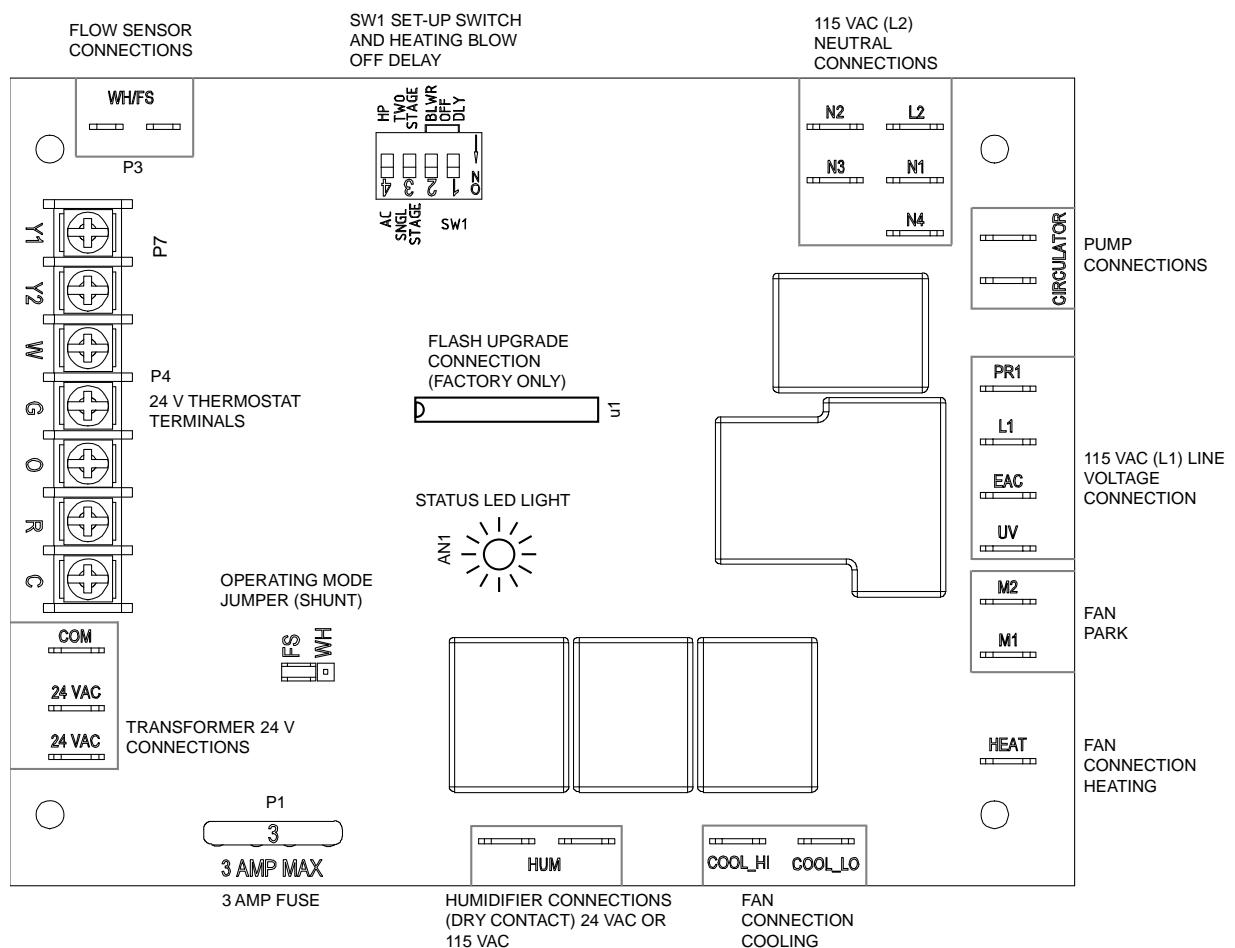 FLOW SENSOR
CONNECTIONS
SW1 SET-UP SWITCH
AND HEATING BLOW
OFF DELAY
115 VAC (L2)
NEUTRAL
CONNECTIONS
WH/FS
P3
HP
TWO
STAGE
BLWR
OFF
DLY
4
3
2
1
ON
AC
SNGL
STAGE
SW1
N2
L2
N3
N1
N4
CIRCULATOR
PUMP
CONNECTIONS
Y1
Y2
W
G
O
R
C
P7
P4
24 V THERMOSTAT
TERMINALS
FLASH UPGRADE
CONNECTION
(FACTORY ONLY)
u1
STATUS LED LIGHT
AN1
PR1
L1
EAC
UV
115 VAC (L1) LINE
VOLTAGE
CONNECTION
M2
M1
FAN
PARK
OPERATING MODE
JUMPER (SHUNT)
FS
WH
COM
24 VAC
24 VAC
TRANSFORMER 24 V
CONNECTIONS
HEAT
FAN
CONNECTION
HEATING
P1
3
3 AMP MAX
3 AMP FUSE
HUM
HUMIDIFIER CONNECTIONS
(DRY CONTACT) 24 VAC OR
115 VAC
COOL_HI
COOL_LO
FAN
CONNECTION
COOLING